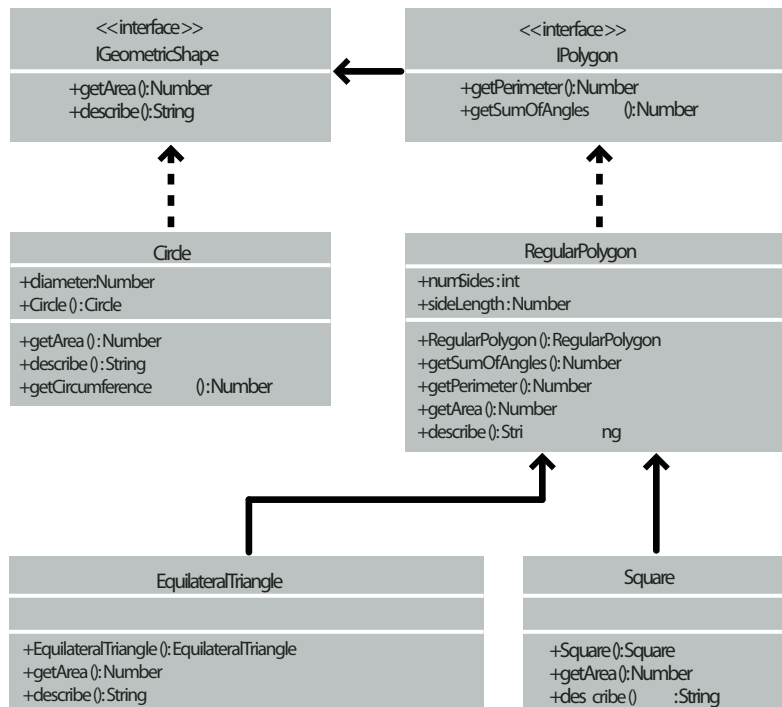 <<interface>>
IGeometricShape
+getArea():Number
+describe():String
<<interface>>
IPolygon
+getPerimeter():Number
+getSumOfAngles ():Number
Circle
+diameter:Number
+Circle():Circle
+getArea():Number
+describe():String
+getCircumference ():Number
RegularPolygon
+numSides:int
+sideLength:Number
+RegularPolygon():RegularPolygon
+getSumOfAngles():Number
+getPerimeter():Number
+getArea():Number
+describe():Stri ng
EquilateralTriangle
+EquilateralTriangle():EquilateralTriangle
+getArea():Number
+describe():String
Square
+Square():Square
+getArea():Number
+des cribe() :String